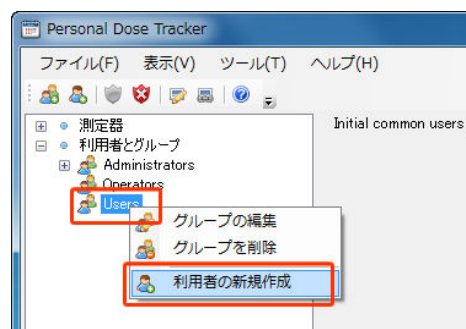 Personal Dose Tracker
ファイル(F) 表示(V) ツール(T) ヘルプ(H)
測定器
利用者とグループ
Administrators
Operators
Users
Initial common users
グループの編集
グループを削除
利用者の新規作成